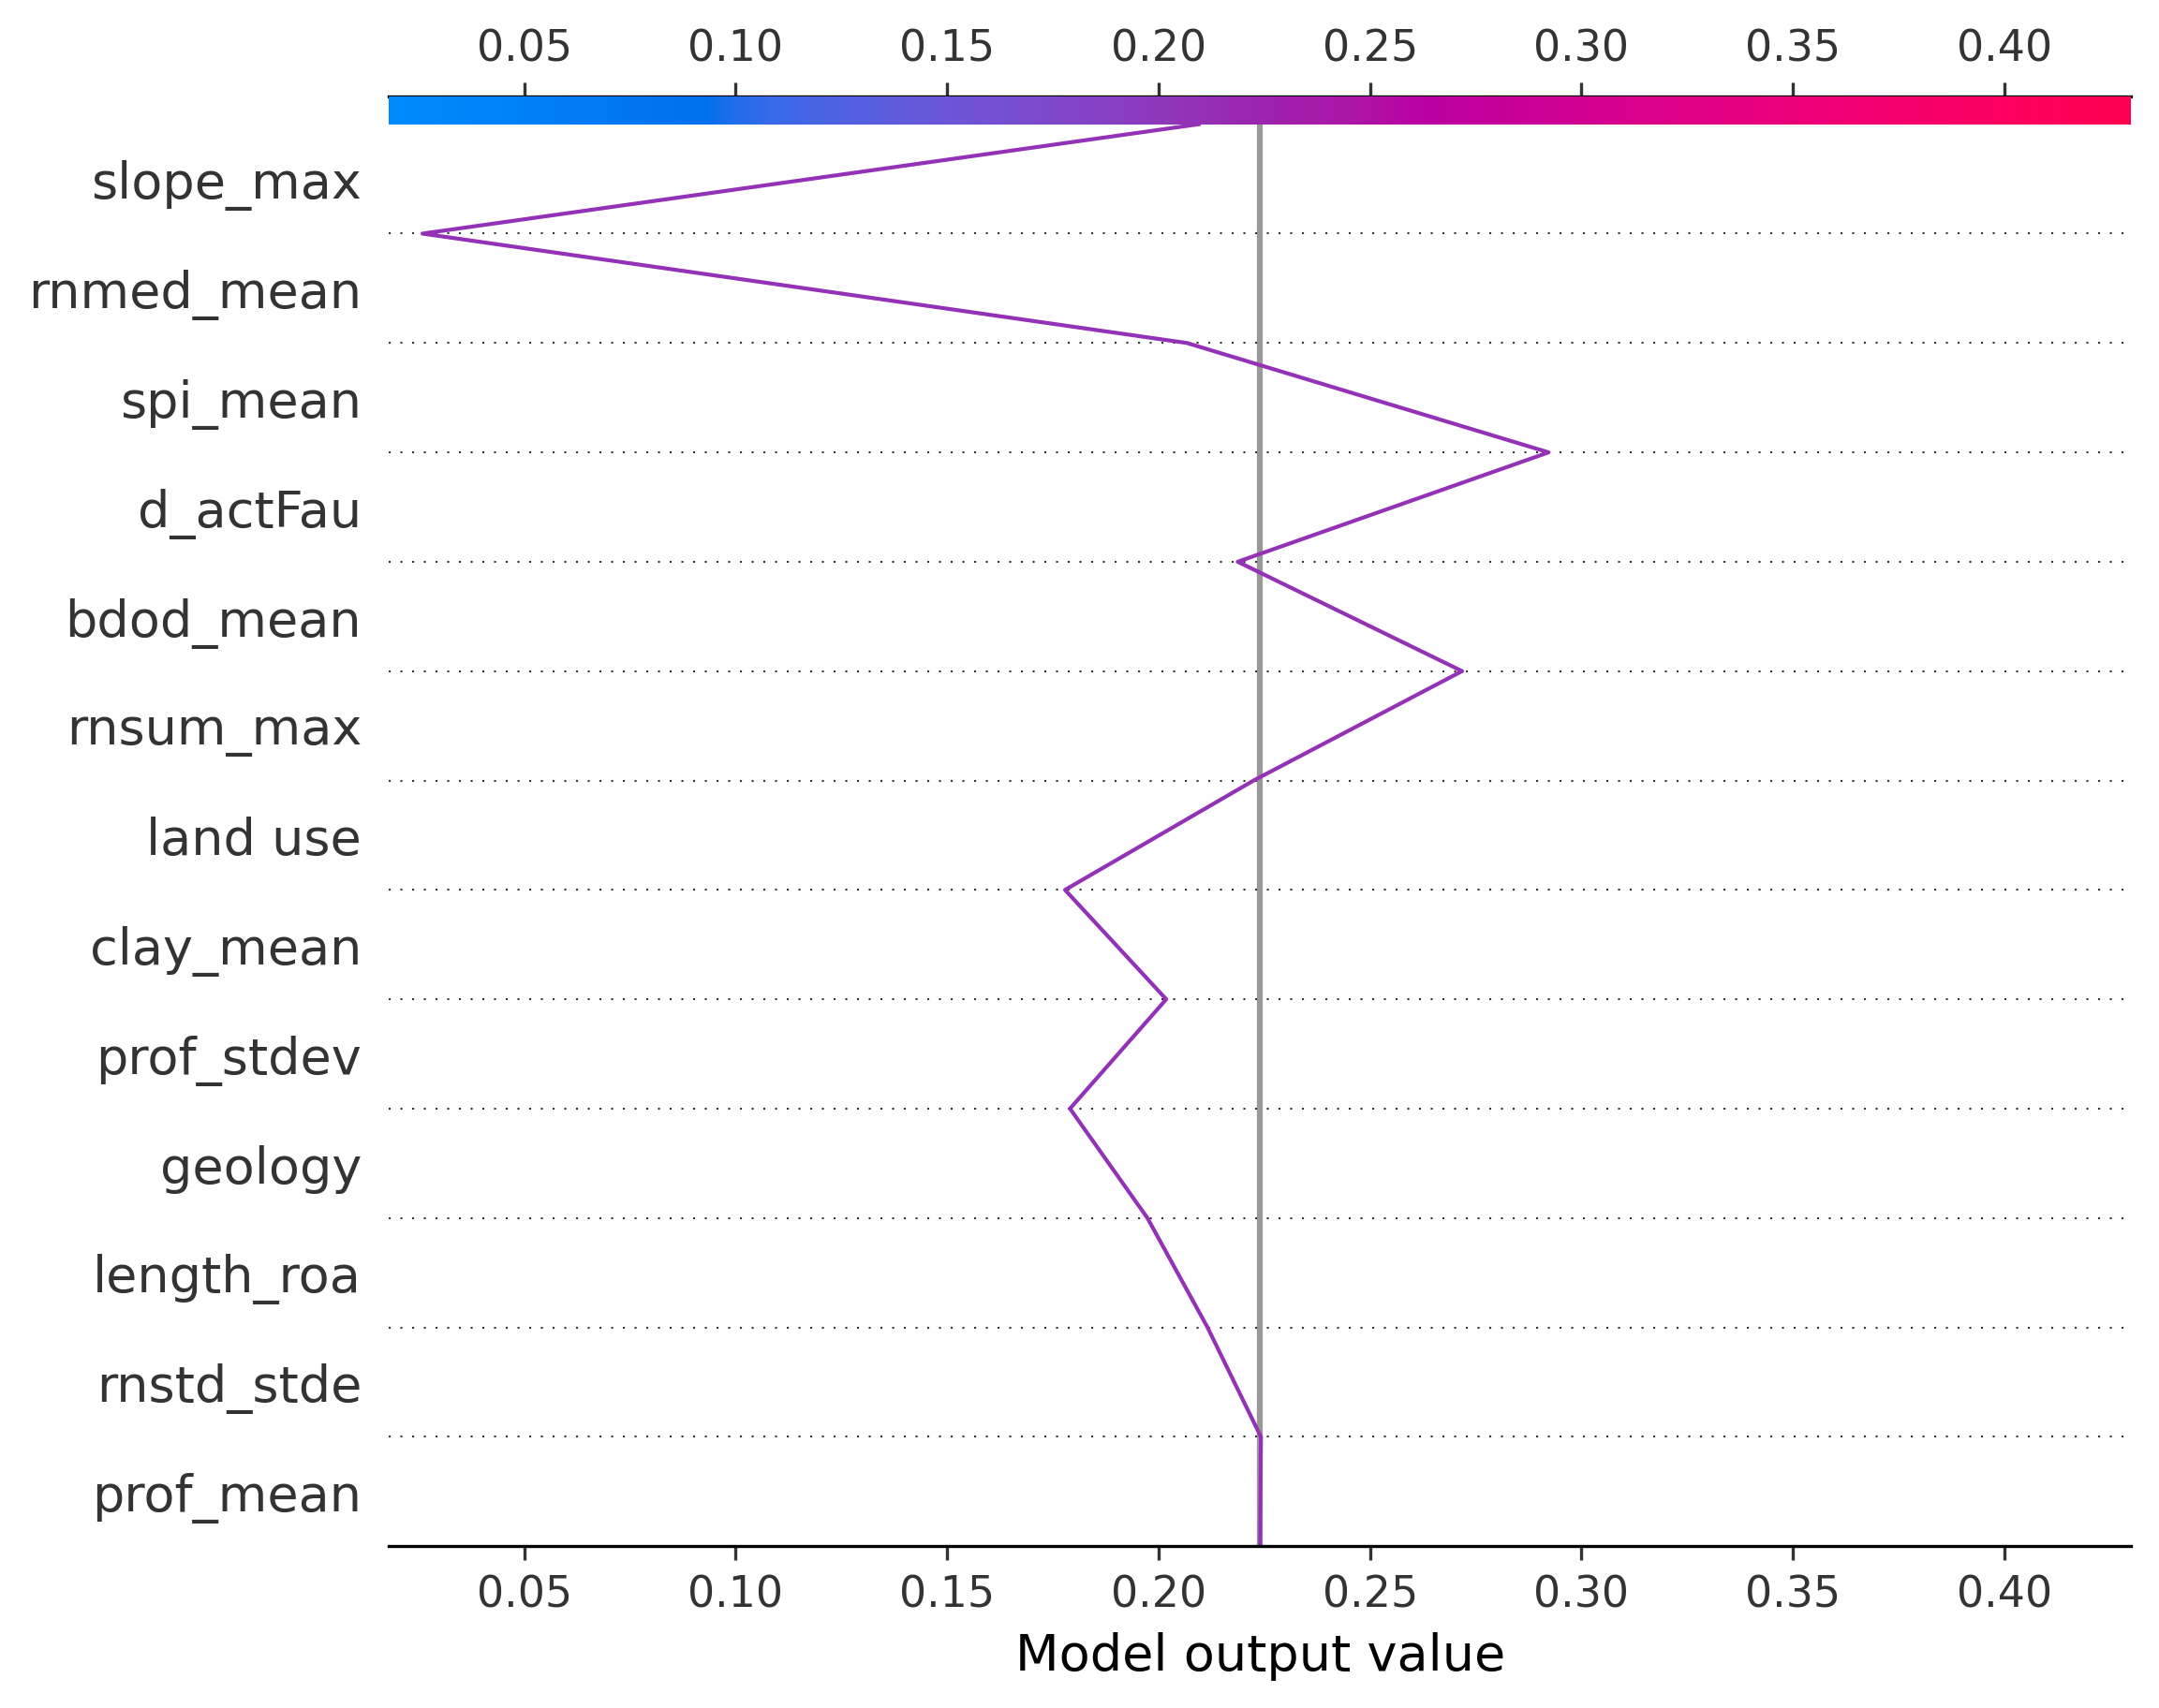 0.05 0.10 0.15 0.20 0.25 0.30 0.35 0.40
slope_max
rnmed_mean
spi_mean
d_actFau
bdod_mean
rnsum_max
land use
clay_mean
prof_stdev
geology
length_roa
rnstd_stde
prof_mean
0.05 0.10 0.15 0.20 0.25 0.30 0.35 0.40
Model output value